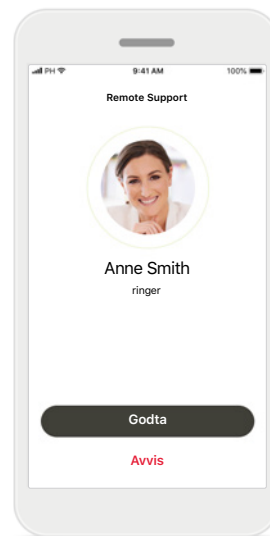 PH 9:41 AM 100%
Remote Support
Anne Smith
ringer
Godta
Avvis